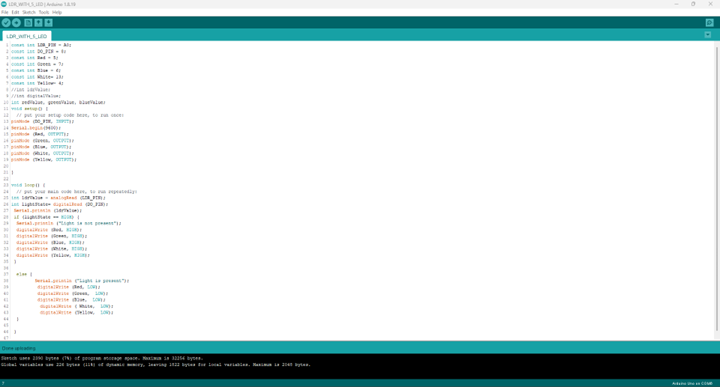 LDR_WITH_5_LED | Arduino 1.8.19
File Edit Sketch Tools Help
LDR_WITH_5_LED
1 const int LDR_PIN = A0;
2 const int DO_PIN = 8;
3 const int Red = 5;
4 const int Green = 7;
5 const int Blue = 6;
6 const int White= 13;
7 const int Yellow= 4;
8 //int ldrValue;
9 //int digitalValue;
10 int redValue, greenValue, blueValue;
11 void setup() {
12 // put your setup code here, to run once:
13 pinMode (DO_PIN, INPUT);
14 Serial.begin(9600);
15 pinMode (Red, OUTPUT);
16 pinMode (Green, OUTPUT);
17 pinMode (Blue, OUTPUT);
18 pinMode (White, OUTPUT);
19 pinMode (Yellow, OUTPUT);
20
21 }
22
23 void loop() {
24 // put your main code here, to run repeatedly:
25 int ldrValue = analogRead (LDR_PIN);
26 int lightState= digitalRead (DO_PIN);
27 Serial.println (ldrValue);
28 if (lightState == HIGH) {
29 Serial.println ("Light is not present");
30 digitalWrite (Red, HIGH);
31 digitalWrite (Green, HIGH);
32 digitalWrite (Blue, HIGH);
33 digitalWrite (White, HIGH);
34 digitalWrite (Yellow, HIGH);
35 }
36
37 else {
38 Serial.println ("Light is present");
39 digitalWrite (Red, LOW);
40 digitalWrite (Green, LOW);
41 digitalWrite (Blue, LOW);
42 digitalWrite ( White, LOW);
43 digitalWrite (Yellow, LOW);
44 }
45
46 }
47
Done uploading.
Sketch uses 2390 bytes (7%) of program storage space. Maximum is 32256 bytes.
Global variables use 226 bytes (11%) of dynamic memory, leaving 1822 bytes for local variables. Maximum is 2048 bytes.
7
Arduino Uno on COM5